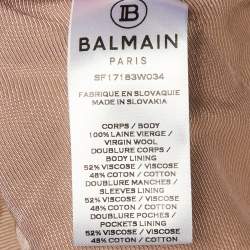 B
BALMAIN
PARIS
SF17183W034
FABRIQUE EN SLOVAQUIE
MADE IN SLOVAKIA
CORPS / BODY
100% LAINE VIERGE /
VIRGIN WOOL
DOUBLURE CORPS /
BODY LINING
52% VISCOSE / VISCOSE
48% COTON / COTTON
DOUBLURE MANCHES /
SLEEVES LINING
52% VISCOSE / VISCOSE
48% COTON / COTTON
DOUBLURE POCHES /
POCKETS LINING
52% VISCOSE / VISCOSE
48% COTON / COTTON